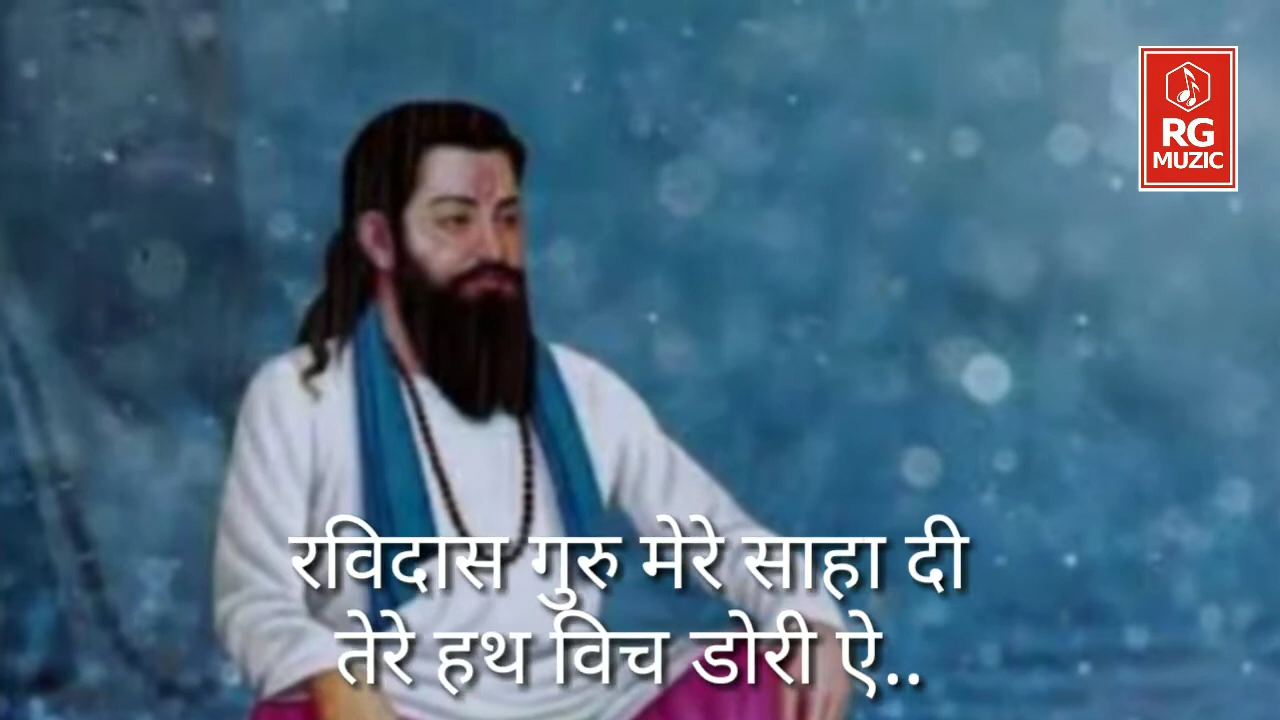 RG
MUZIC
रविदास गुरु मेरे साहा दी
तेरे हथ विच डोरी ऐ..